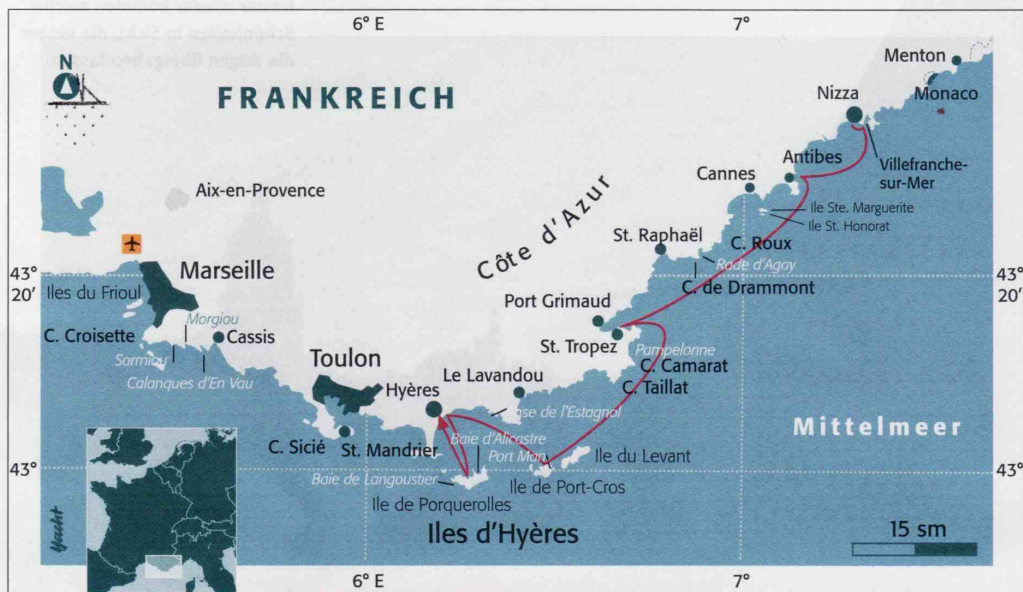 6° E
7°
N
FRANKREICH
Menton
Monaco
Nizza
Villefranche-
sur-Mer
Antibes
Cannes
Ile Ste. Marguerite
Ile St. Honorat
Aix-en-Provence
Côte d'Azur
St. Raphaël
C. Roux
Rade d'Agay
C. de Drammont
43°
20'
43°
20'
Marseille
Iles du Frioul
Morgiou
C. Croisette
Cassis
Sormiou
Calanques d'En Vau
Port Grimaud
St. Tropez
Pampelonne
C. Camarat
C. Taillat
Toulon
Hyères
Le Lavandou
de l'Estagnol
C. Sicié
St. Mandrier
Baie d'Alicastre
Port Man
Ile du Levant
Mittelmeer
43°
43°
Baie de Langoustier
Ile de Port-Cros
Ile de Porquerolles
Iles d'Hyères
15 sm
Yacht
6° E
7°